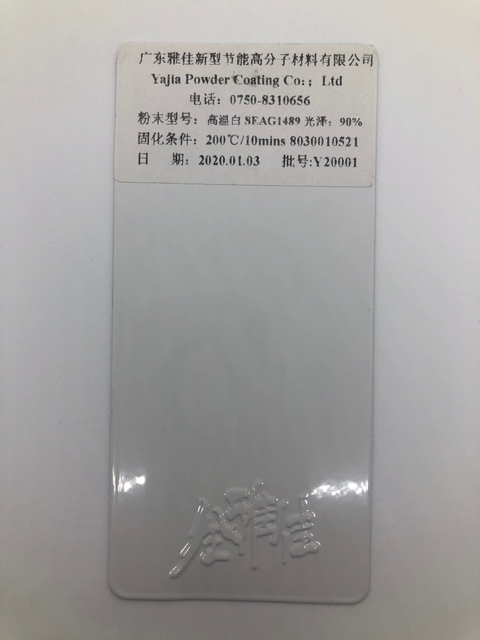 广东雅佳新型节能高分子材料有限公司
Yajia Powder Coating Co.；Ltd
电话：0750-8310656
粉末型号：高温白 SEAG1489 光泽：90%
固化条件：200℃/10mins 8030010521
日 期：2020.01.03 批号:Y20001